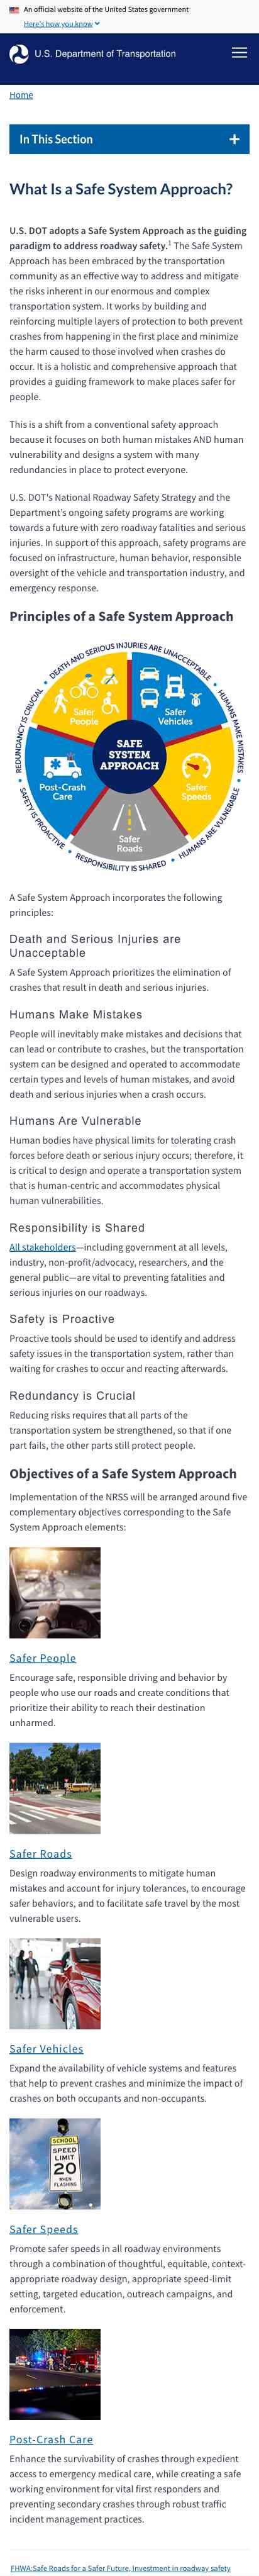 An official website of the United States government
Here's how you know
U.S. Department of Transportation
Home
In This Section
What Is a Safe System Approach?
U.S. DOT adopts a Safe System Approach as the guiding
paradigm to address roadway safety.1 The Safe System
Approach has been embraced by the transportation
community as an effective way to address and mitigate
the risks inherent in our enormous and complex
transportation system. It works by building and
reinforcing multiple layers of protection to both prevent
crashes from happening in the first place and minimize
the harm caused to those involved when crashes do
occur. It is a holistic and comprehensive approach that
provides a guiding framework to make places safer for
people.
This is a shift from a conventional safety approach
because it focuses on both human mistakes AND human
vulnerability and designs a system with many
redundancies in place to protect everyone.
U.S. DOT's National Roadway Safety Strategy and the
Department's ongoing safety programs are working
towards a future with zero roadway fatalities and serious
injuries. In support of this approach, safety programs are
focused on infrastructure, human behavior, responsible
oversight of the vehicle and transportation industry, and
emergency response.
Principles of a Safe System Approach
DEATH AND SERIOUS INJURIES ARE UNACCEPTABLE
HUMANS MAKE MISTAKES
HUMANS ARE VULNERABLE
RESPONSIBILITY IS SHARED
SAFETY IS PROACTIVE
REDUNDANCY IS CRUCIAL
Safer
People
Safer
Vehicles
SAFE
SYSTEM
APPROACH
Post-Crash
Care
Safer
Speeds
Safer
Roads
A Safe System Approach incorporates the following
principles:
Death and Serious Injuries are
Unacceptable
A Safe System Approach prioritizes the elimination of
crashes that result in death and serious injuries.
Humans Make Mistakes
People will inevitably make mistakes and decisions that
can lead or contribute to crashes, but the transportation
system can be designed and operated to accommodate
certain types and levels of human mistakes, and avoid
death and serious injuries when a crash occurs.
Humans Are Vulnerable
Human bodies have physical limits for tolerating crash
forces before death or serious injury occurs; therefore, it
is critical to design and operate a transportation system
that is human-centric and accommodates physical
human vulnerabilities.
Responsibility is Shared
All stakeholders—including government at all levels,
industry, non-profit/advocacy, researchers, and the
general public—are vital to preventing fatalities and
serious injuries on our roadways.
Safety is Proactive
Proactive tools should be used to identify and address
safety issues in the transportation system, rather than
waiting for crashes to occur and reacting afterwards.
Redundancy is Crucial
Reducing risks requires that all parts of the
transportation system be strengthened, so that if one
part fails, the other parts still protect people.
Objectives of a Safe System Approach
Implementation of the NRSS will be arranged around five
complementary objectives corresponding to the Safe
System Approach elements:
Safer People
Encourage safe, responsible driving and behavior by
people who use our roads and create conditions that
prioritize their ability to reach their destination
unharmed.
Safer Roads
Design roadway environments to mitigate human
mistakes and account for injury tolerances, to encourage
safer behaviors, and to facilitate safe travel by the most
vulnerable users.
Safer Vehicles
Expand the availability of vehicle systems and features
that help to prevent crashes and minimize the impact of
crashes on both occupants and non-occupants.
SCHOOL
SPEED
LIMIT
20
WHEN
FLASHING
Safer Speeds
Promote safer speeds in all roadway environments
through a combination of thoughtful, equitable, context-
appropriate roadway design, appropriate speed-limit
setting, targeted education, outreach campaigns, and
enforcement.
Post-Crash Care
Enhance the survivability of crashes through expedient
access to emergency medical care, while creating a safe
working environment for vital first responders and
preventing secondary crashes through robust traffic
incident management practices.
FHWA:Safe Roads for a Safer Future, Investment in roadway safety